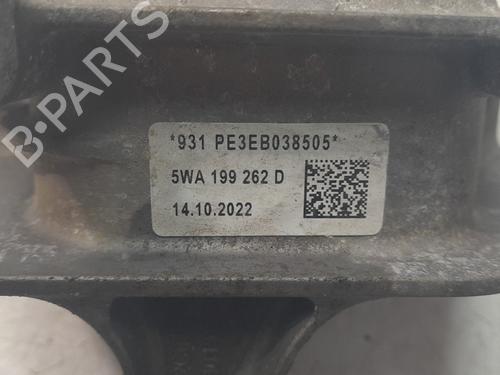 *931 PE3EB038505*
5WA 199 262 D
14.10.2022
B-PARTS